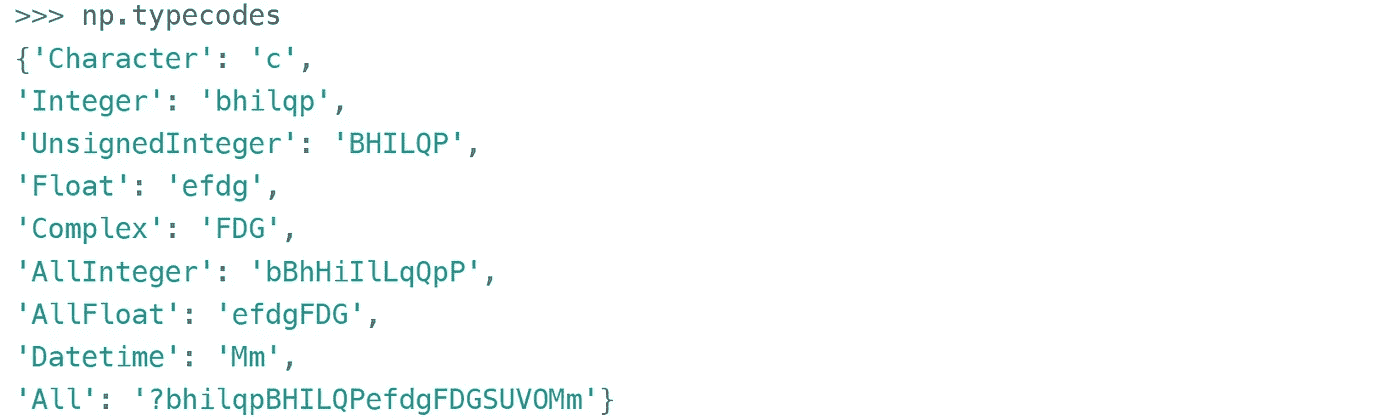 >>> np.typecodes
{'Character': 'c',
'Integer': 'bhilqp',
'UnsignedInteger': 'BHILQP',
'Float': 'efdg',
'Complex': 'FDG',
'AllInteger': 'bBhHiIlLqQpP',
'AllFloat': 'efdgFDG',
'Datetime': 'Mm',
'All': '?bhilqpBHILQPefdgFDGSUVOMm'}